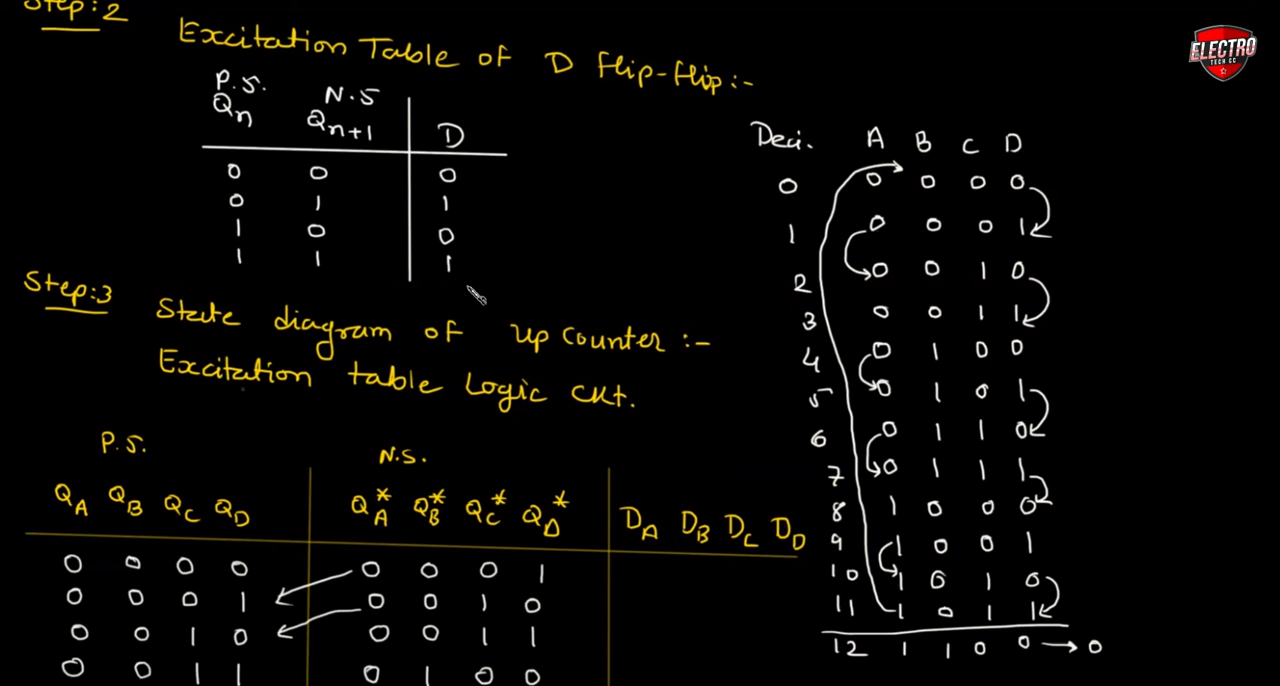 Step:2
Excitation Table of D flip-flip:-
P.S. N.S
Qn Qn+1 D
0 0 0
0 1 1
1 0 0
1 1 1
Step:3 State diagram of up counter:-
Excitation table Logic CKt.
P.S. N.S.
QA QB QC QD QA* QB* QC* QD* DA DB DC DD
0 0 0 0 0 0 0 1
0 0 0 1 0 0 1 0
0 0 1 0 0 0 1 1
0 0 1 1 0 1 0 0
Deci. A B C D
0 0 0 0 0
1 0 0 0 1
2 0 0 1 0
3 0 0 1 1
4 0 1 0 0
5 0 1 0 1
6 0 1 1 0
7 0 1 1 1
8 1 0 0 0
9 1 0 0 1
10 1 0 1 0
11 1 0 1 1
12 1 1 0 0 → 0
ELECTRO
TECH CC